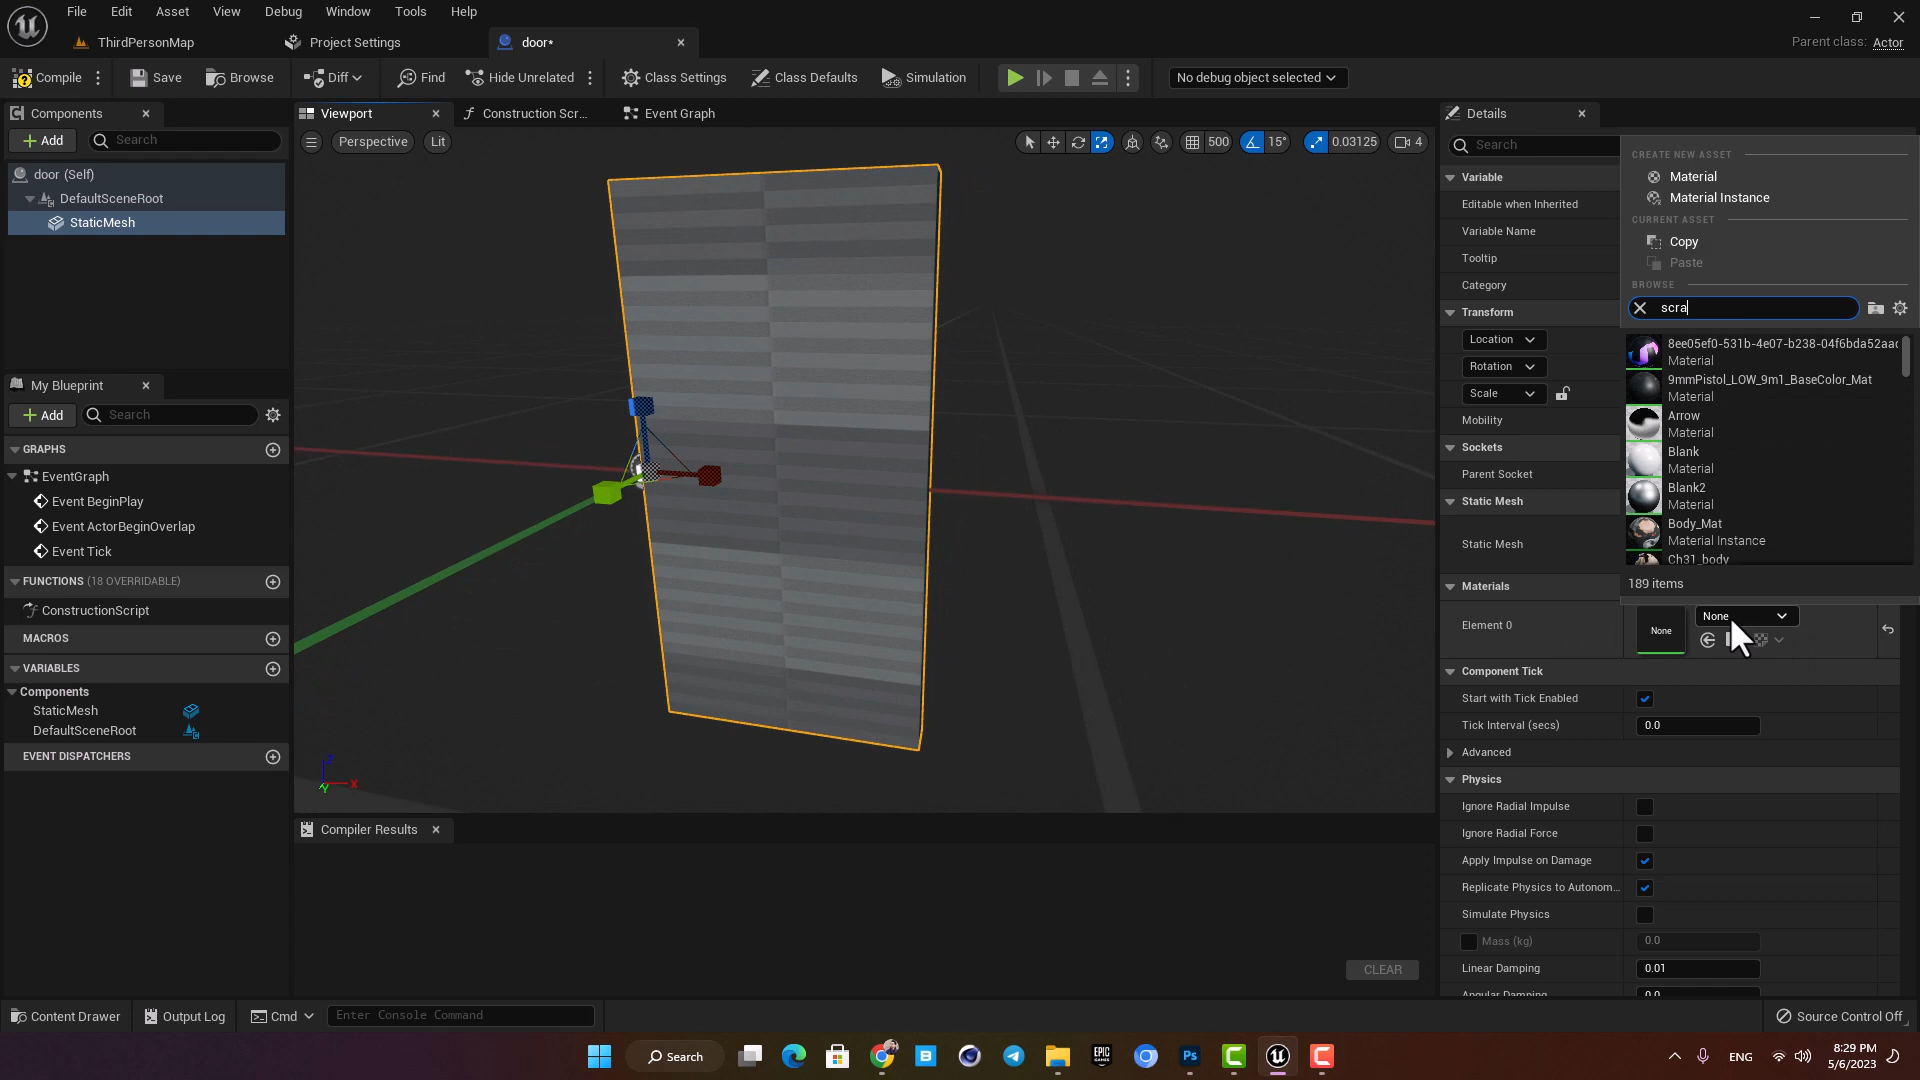 File Edit Asset View Debug Window Tools Help
ThirdPersonMap Project Settings door*
Parent class: Actor
Compile Save Browse Diff Find Hide Unrelated Class Settings Class Defaults Simulation No debug object selected
Components
Add Search
door (Self)
DefaultSceneRoot
StaticMesh
My Blueprint
Add Search
GRAPHS
EventGraph
Event BeginPlay
Event ActorBeginOverlap
Event Tick
FUNCTIONS (18 OVERRIDABLE)
ConstructionScript
MACROS
VARIABLES
Components
StaticMesh
DefaultSceneRoot
EVENT DISPATCHERS
Viewport Construction Scr... Event Graph
Perspective Lit 500 15° 0.03125 4
Z X Y
Compiler Results
CLEAR
Details
Search
Variable
Editable when Inherited
Variable Name
Tooltip
Category
Transform
Location
Rotation
Scale
Mobility
Sockets
Parent Socket
Static Mesh
Static Mesh
Materials
Element 0 None None
Component Tick
Start with Tick Enabled
Tick Interval (secs) 0.0
Advanced
Physics
Ignore Radial Impulse
Ignore Radial Force
Apply Impulse on Damage
Replicate Physics to Autonom...
Simulate Physics
Mass (kg) 0.0
Linear Damping 0.01
Angular Damping 0.0
CREATE NEW ASSET
Material
Material Instance
CURRENT ASSET
Copy
Paste
BROWSE
scra
8ee05ef0-531b-4e07-b238-04f6bda52aac
Material
9mmPistol_LOW_9m1_BaseColor_Mat
Material
Arrow
Material
Blank
Material
Blank2
Material
Body_Mat
Material Instance
Ch31_body
189 items
Content Drawer Output Log Cmd Enter Console Command Source Control Off
Search EPIC GAMES Ps ENG
8:29 PM
5/6/2023